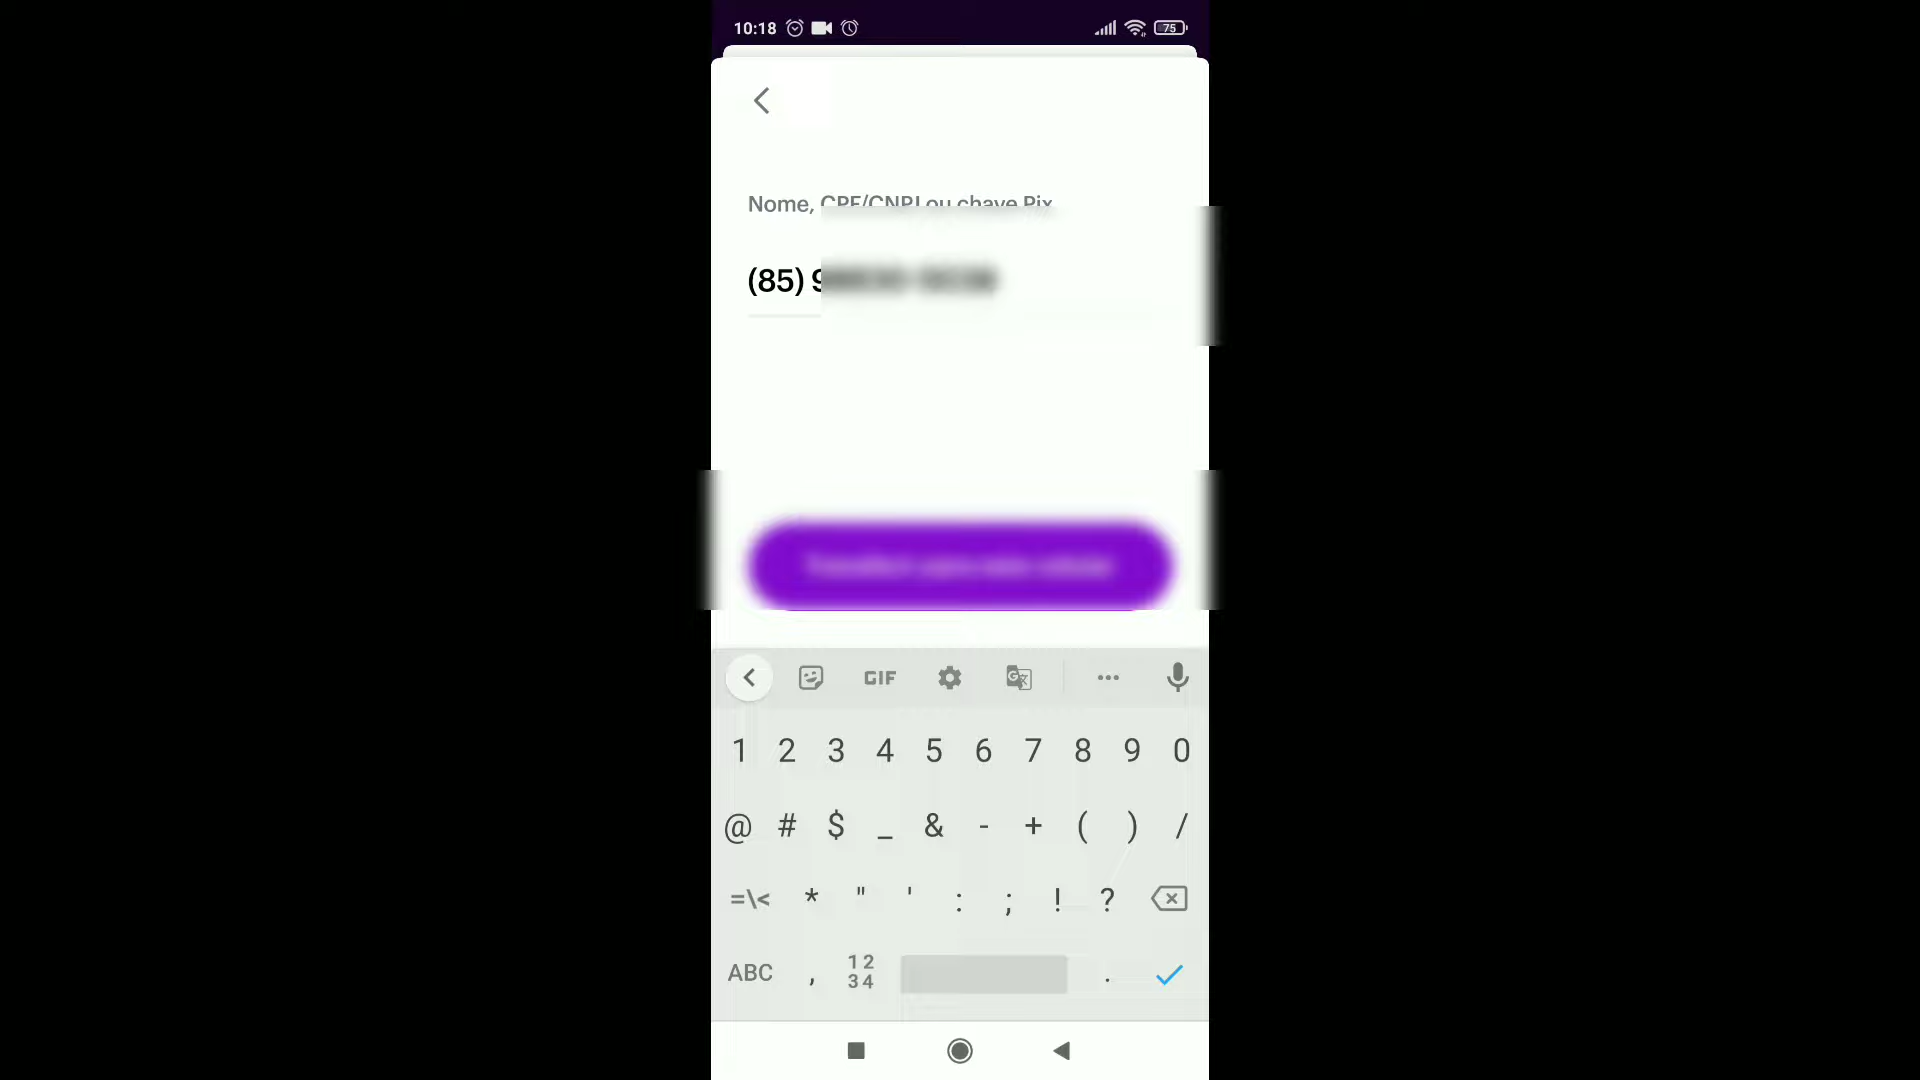 10:18
75
Nome, CPF/CNPJ ou chave Pix
(85) 9
GIF
1 2 3 4 5 6 7 8 9 0
@ # $ _ & - + ( ) /
=\< * " ' : ; ! ?
ABC , 12 34 .